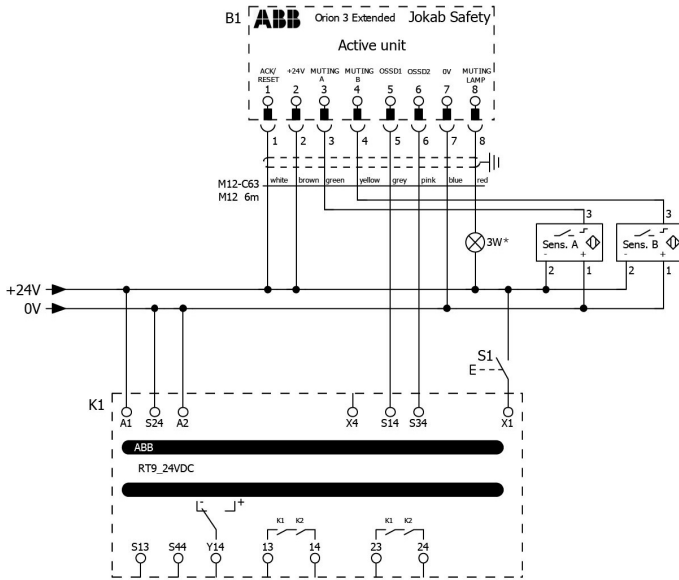 B1 ABB Orion 3 Extended Jokab Safety
Active unit
ACK/ +24V MUTING MUTING OSSD1 OSSD2 0V MUTING
RESET A B LAMP
1 2 3 4 5 6 7 8
1 2 3 4 5 6 7 8
M12-C63 white brown green yellow grey pink blue red
M12 6m
3 3
3W* Sens. A Sens. B
- + - +
2 1 2 1
+24V
0V
S1
E
K1
A1 S24 A2 X4 S14 S34 X1
ABB
RT9_24VDC
- +
K1 K2 K1 K2
S13 S44 Y14 13 14 23 24